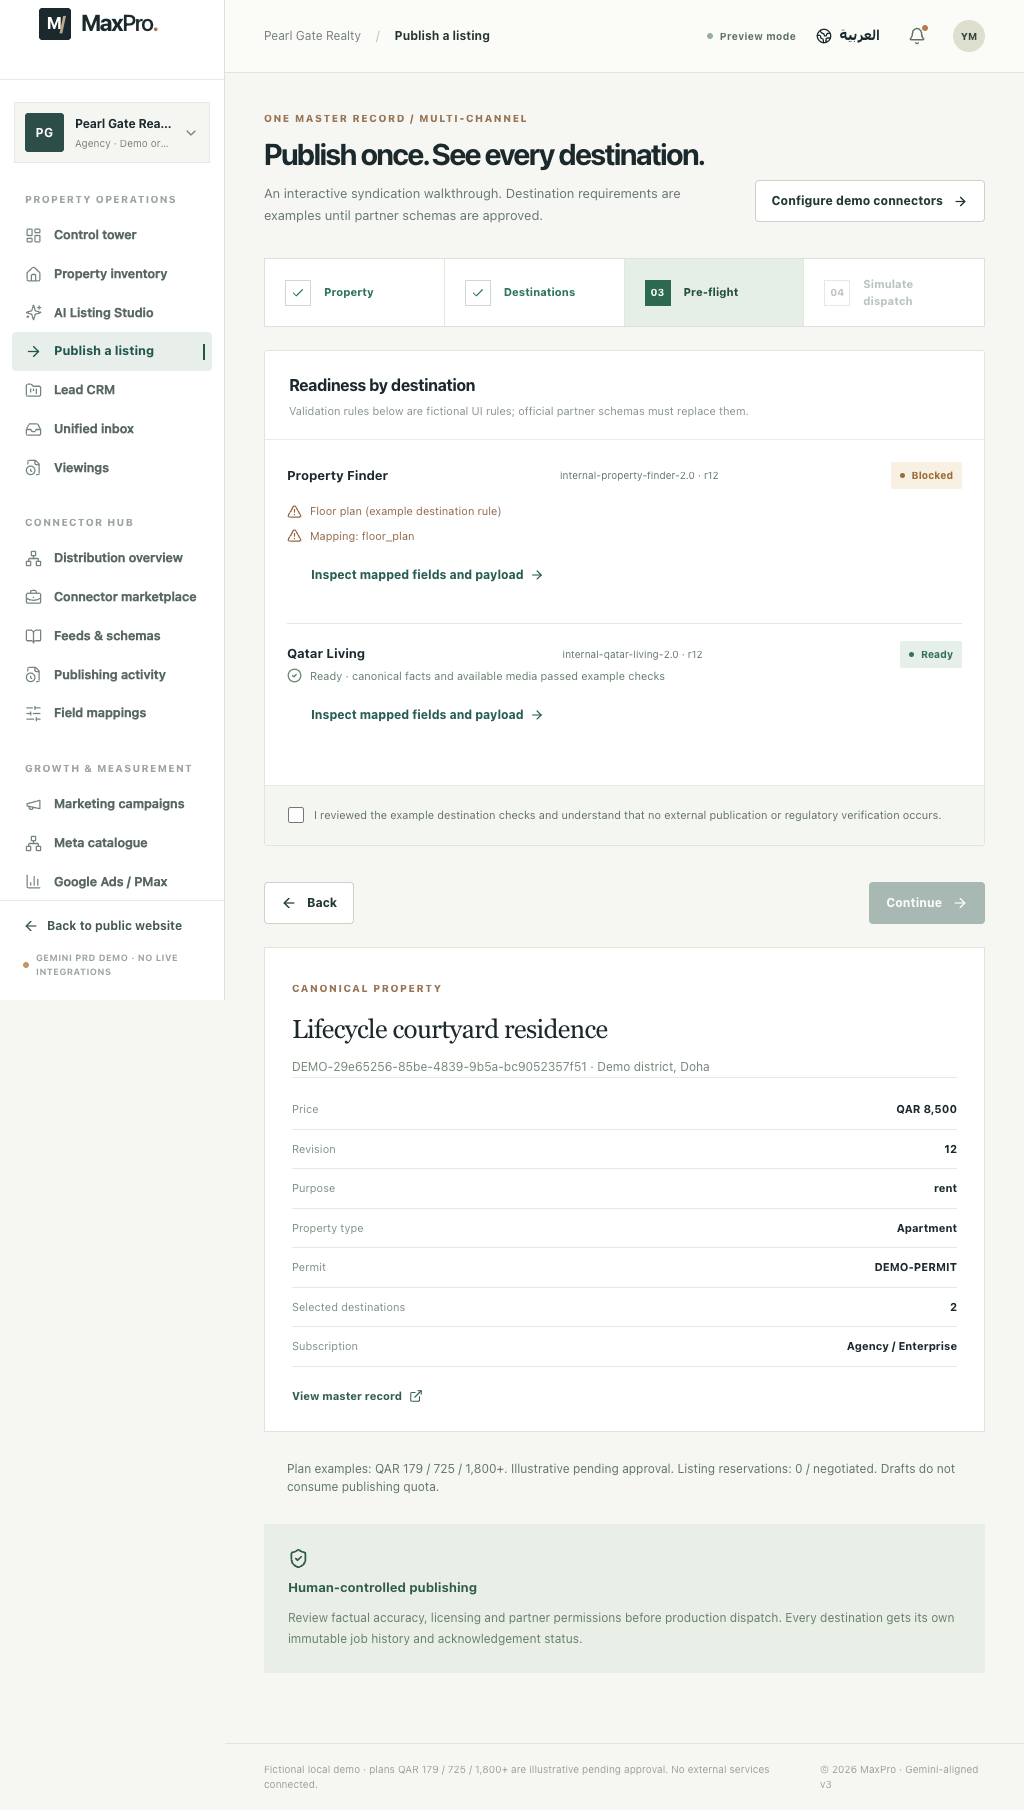 M/ MaxPro.
PG
Pearl Gate Rea...
Agency · Demo or...
PROPERTY OPERATIONS
Control tower
Property inventory
AI Listing Studio
Publish a listing
Lead CRM
Unified inbox
Viewings
CONNECTOR HUB
Distribution overview
Connector marketplace
Feeds & schemas
Publishing activity
Field mappings
GROWTH & MEASUREMENT
Marketing campaigns
Meta catalogue
Google Ads / PMax
Back to public website
GEMINI PRD DEMO · NO LIVE
INTEGRATIONS
Pearl Gate Realty / Publish a listing
Preview mode
العربية
YM
ONE MASTER RECORD / MULTI-CHANNEL
Publish once. See every destination.
An interactive syndication walkthrough. Destination requirements are
examples until partner schemas are approved.
Configure demo connectors
Property
Destinations
03 Pre-flight
04 Simulate
dispatch
Readiness by destination
Validation rules below are fictional UI rules; official partner schemas must replace them.
Property Finder internal-property-finder-2.0 · r12 Blocked
Floor plan (example destination rule)
Mapping: floor_plan
Inspect mapped fields and payload
Qatar Living internal-qatar-living-2.0 · r12 Ready
Ready · canonical facts and available media passed example checks
Inspect mapped fields and payload
I reviewed the example destination checks and understand that no external publication or regulatory verification occurs.
Back
Continue
CANONICAL PROPERTY
Lifecycle courtyard residence
DEMO-29e65256-85be-4839-9b5a-bc9052357f51 · Demo district, Doha
Price QAR 8,500
Revision 12
Purpose rent
Property type Apartment
Permit DEMO-PERMIT
Selected destinations 2
Subscription Agency / Enterprise
View master record
Plan examples: QAR 179 / 725 / 1,800+. Illustrative pending approval. Listing reservations: 0 / negotiated. Drafts do not
consume publishing quota.
Human-controlled publishing
Review factual accuracy, licensing and partner permissions before production dispatch. Every destination gets its own
immutable job history and acknowledgement status.
Fictional local demo · plans QAR 179 / 725 / 1,800+ are illustrative pending approval. No external services
connected.
© 2026 MaxPro · Gemini-aligned
v3